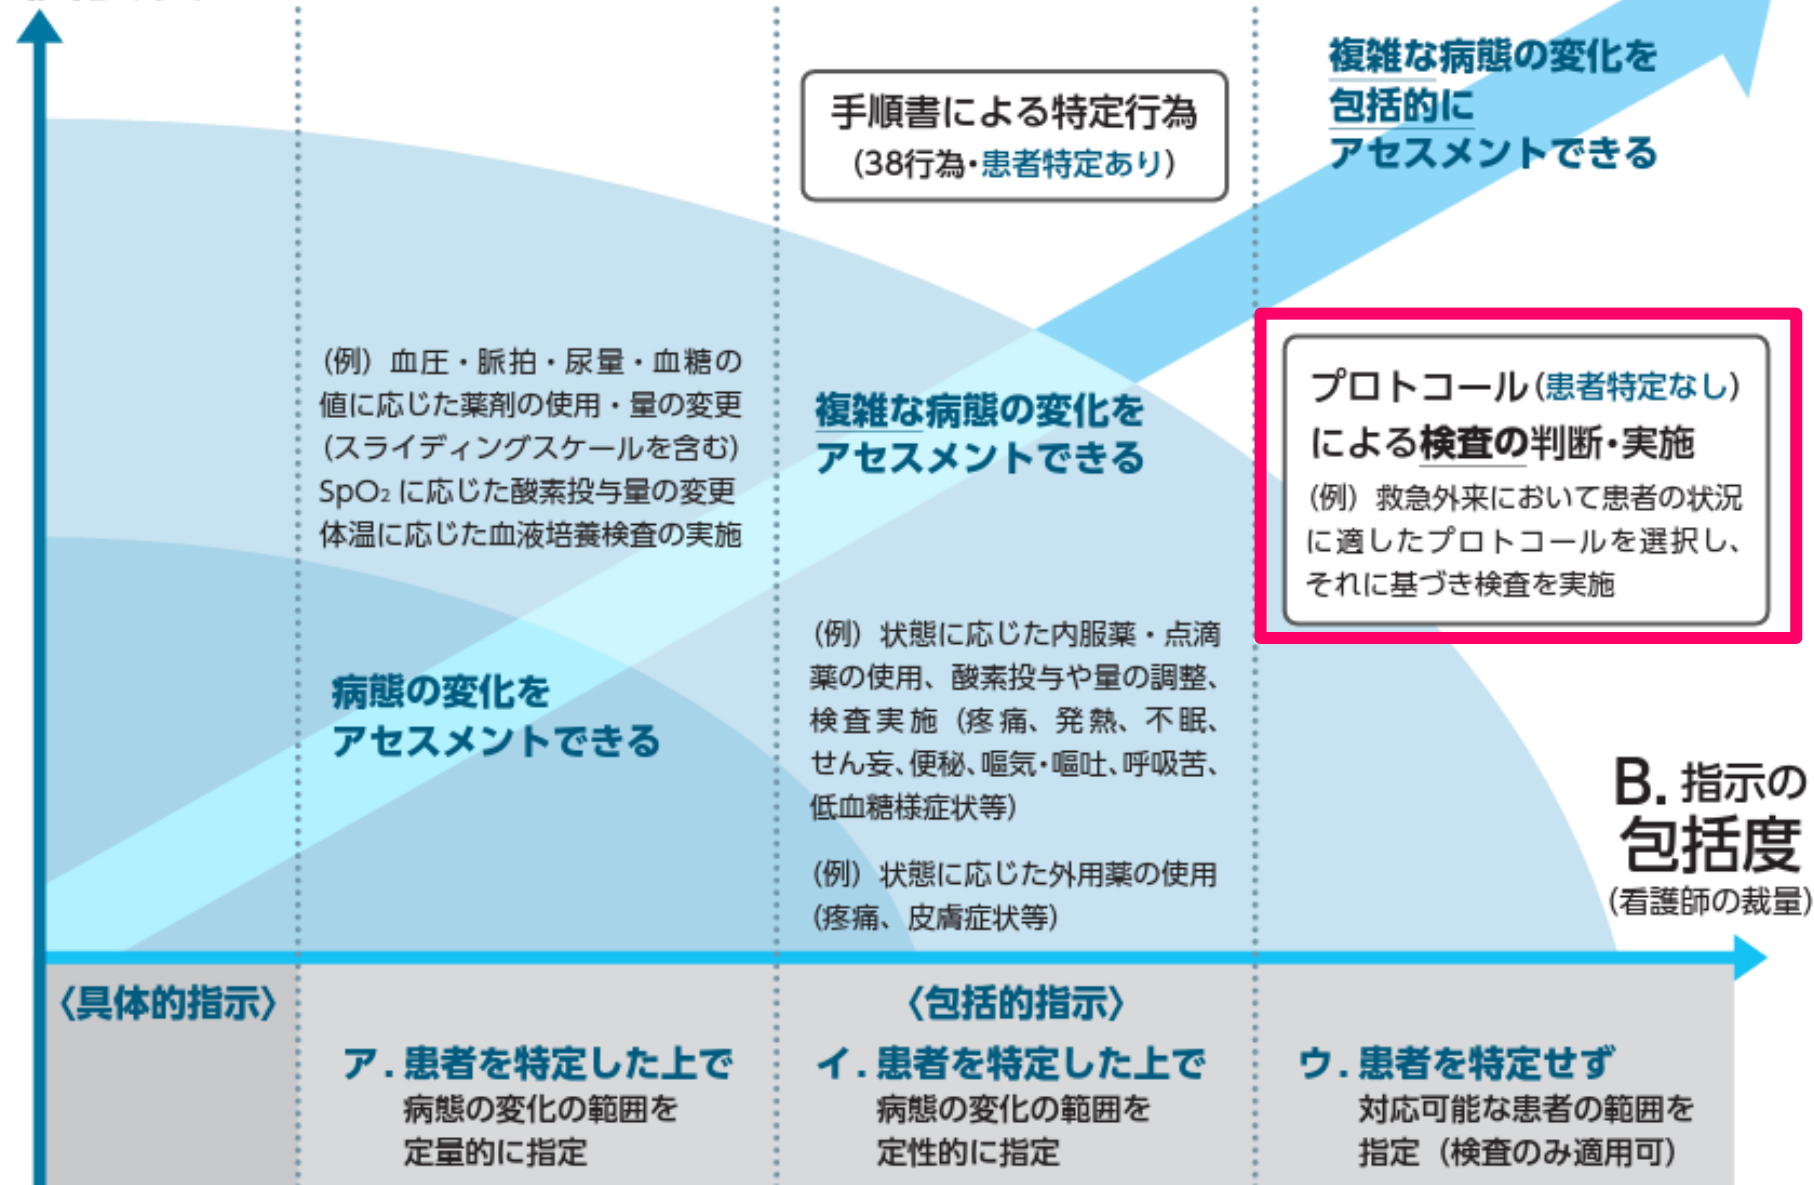 複雑な病態の変化を
包括的に
アセスメントできる
手順書による特定行為
(38行為・患者特定あり)
(例) 血圧・脈拍・尿量・血糖の
値に応じた薬剤の使用・量の変更
(スライディングスケールを含む)
SpO₂ に応じた酸素投与量の変更
体温に応じた血液培養検査の実施
複雑な病態の変化を
アセスメントできる
プロトコール(患者特定なし)
による検査の判断・実施
(例) 救急外来において患者の状況
に適したプロトコールを選択し、
それに基づき検査を実施
病態の変化を
アセスメントできる
(例) 状態に応じた内服薬・点滴
薬の使用、酸素投与や量の調整、
検査実施 (疼痛、発熱、不眠、
せん妄、便秘、嘔気・嘔吐、呼吸苦、
低血糖様症状等)
(例) 状態に応じた外用薬の使用
(疼痛、皮膚症状等)
B. 指示の
包括度
(看護師の裁量)
〈具体的指示〉
〈包括的指示〉
ア. 患者を特定した上で
病態の変化の範囲を
定量的に指定
イ. 患者を特定した上で
病態の変化の範囲を
定性的に指定
ウ. 患者を特定せず
対応可能な患者の範囲を
指定 (検査のみ適用可)